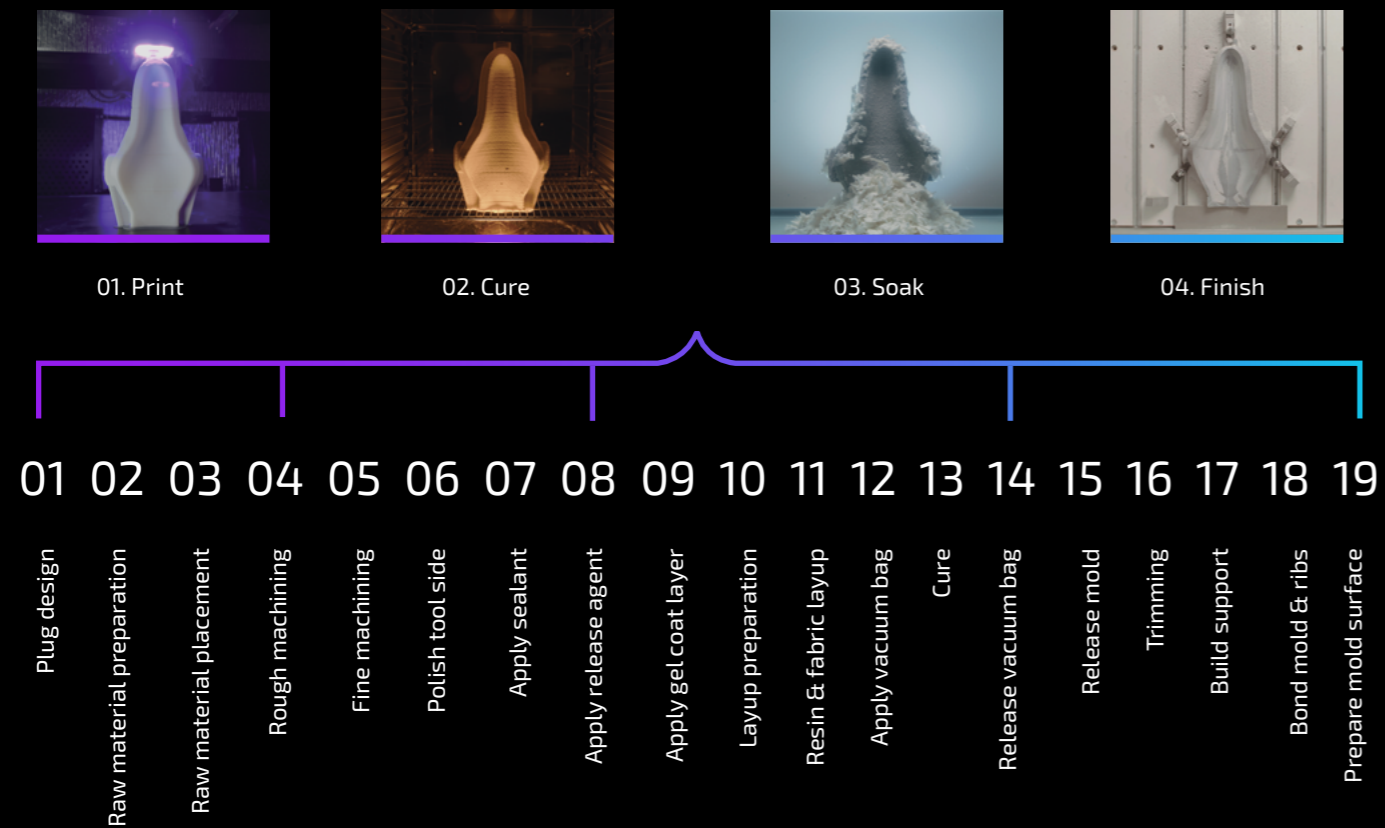 01. Print
02. Cure
03. Soak
04. Finish
01 02 03 04 05 06 07 08 09 10 11 12 13 14 15 16 17 18 19
Plug design
Raw material preparation
Raw material placement
Rough machining
Fine machining
Polish tool side
Apply sealant
Apply release agent
Apply gel coat layer
Layup preparation
Resin & fabric layup
Apply vacuum bag
Cure
Release vacuum bag
Release mold
Trimming
Build support
Bond mold & ribs
Prepare mold surface